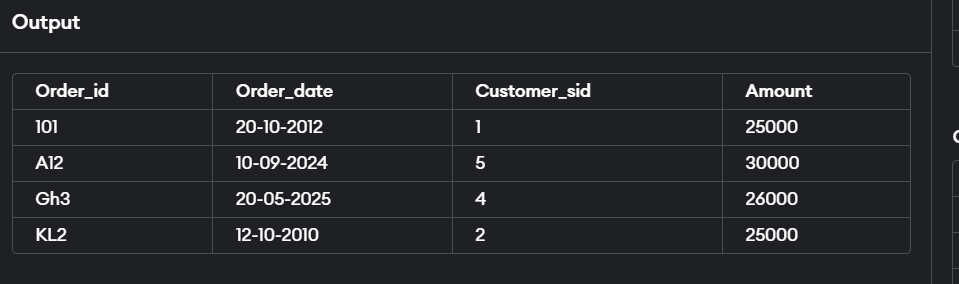 Output
Order_id Order_date Customer_sid Amount
101 20-10-2012 1 25000
A12 10-09-2024 5 30000
Gh3 20-05-2025 4 26000
KL2 12-10-2010 2 25000